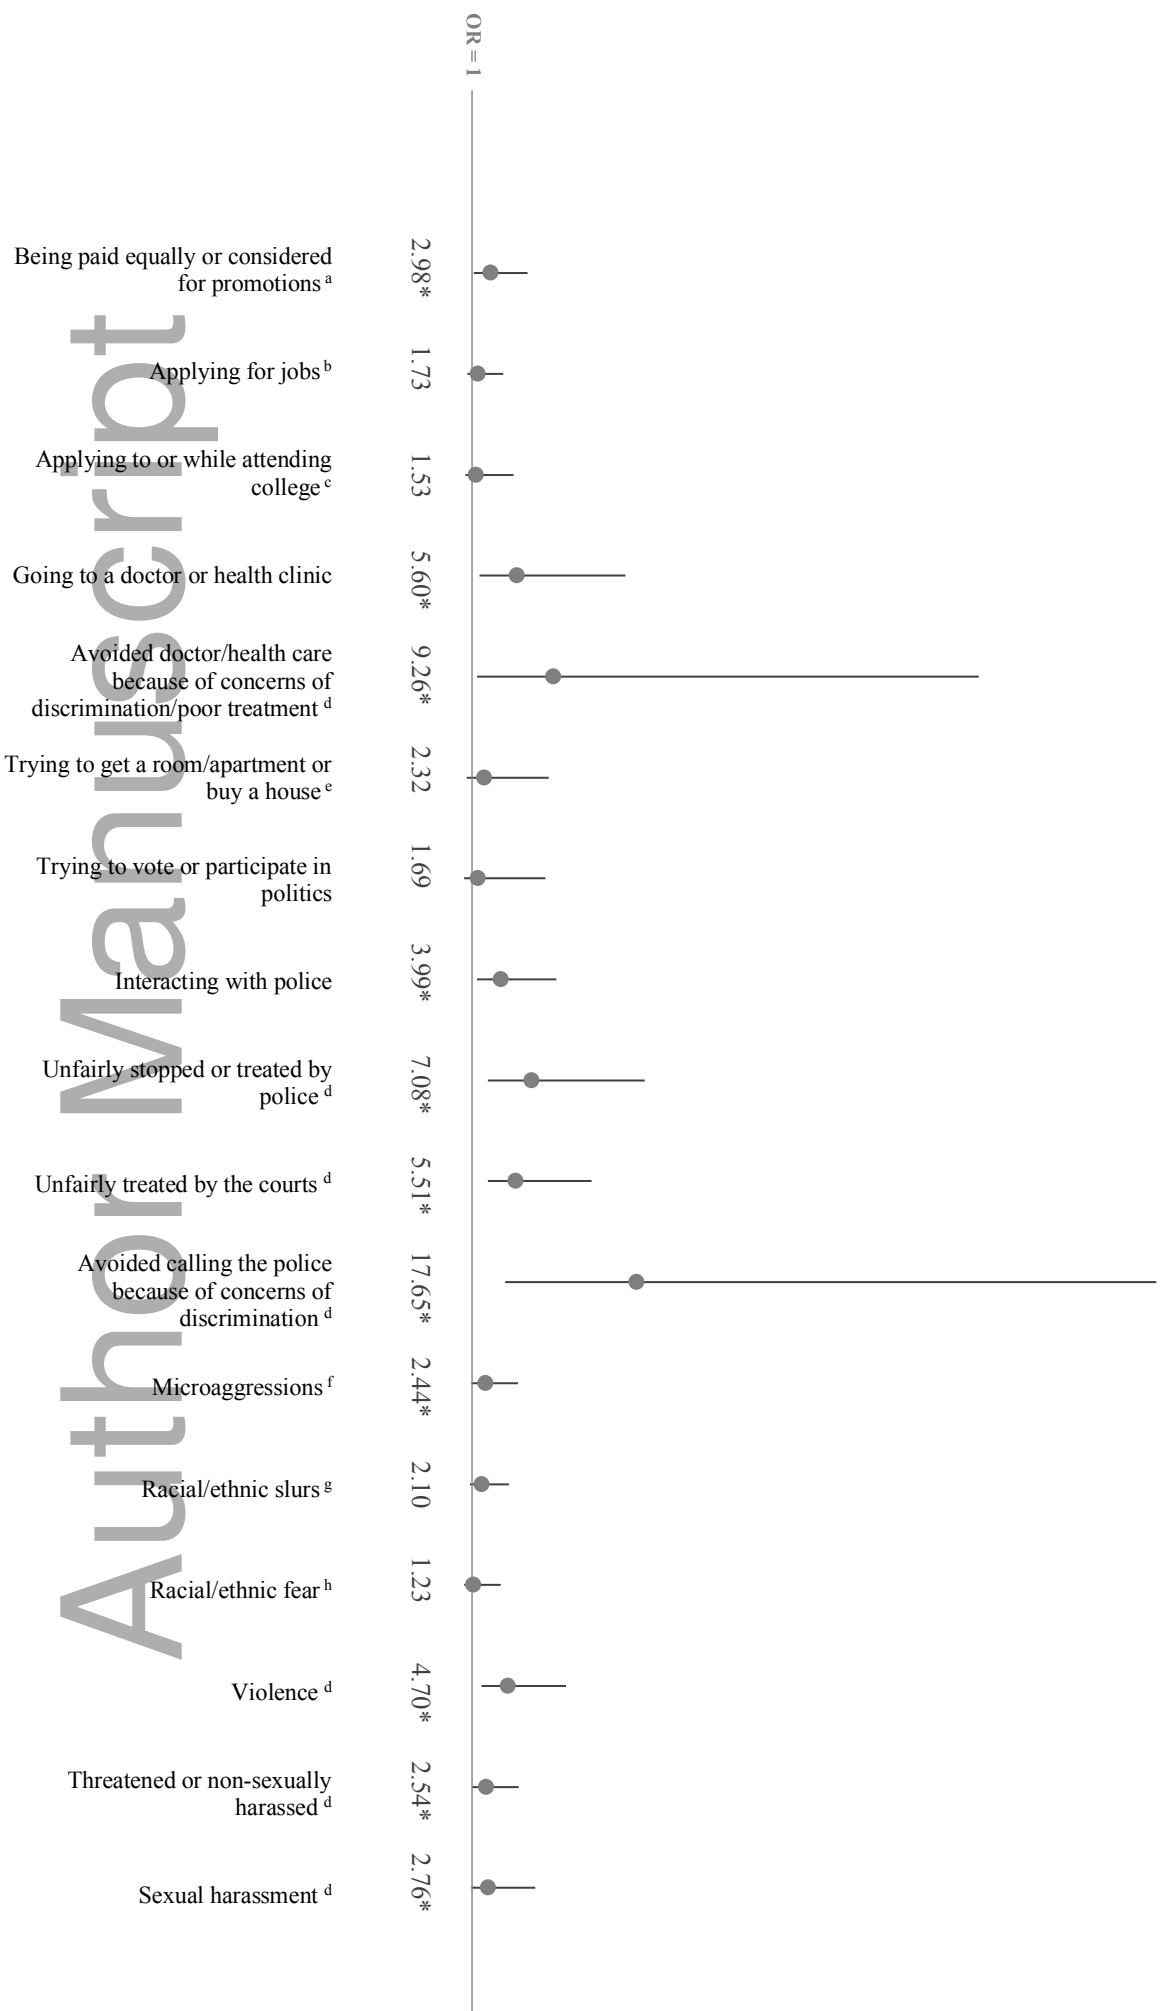 OR = 1
Being paid equally or considered
for promotions a
2.98*
Applying for jobs b
1.73
Applying to or while attending
college c
1.53
Going to a doctor or health clinic
5.60*
Avoided doctor/health care
because of concerns of
discrimination/poor treatment d
9.26*
Trying to get a room/apartment or
buy a house e
2.32
Trying to vote or participate in
politics
1.69
Interacting with police
3.99*
Unfairly stopped or treated by
police d
7.08*
Unfairly treated by the courts d
5.51*
Avoided calling the police
because of concerns of
discrimination d
17.65*
Microaggressions f
2.44*
Racial/ethnic slurs g
2.10
Racial/ethnic fear h
1.23
Violence d
4.70*
Threatened or non-sexually
harassed d
2.54*
Sexual harassment d
2.76*
Author Manuscript